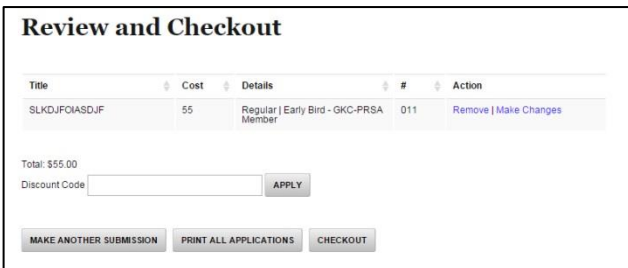 Review and Checkout
Title Cost Details # Action
SLKDJFOIASDJF 55 Regular | Early Bird - GKC-PRSA 011 Remove | Make Changes
Member
Total: $55.00
Discount Code APPLY
MAKE ANOTHER SUBMISSION PRINT ALL APPLICATIONS CHECKOUT